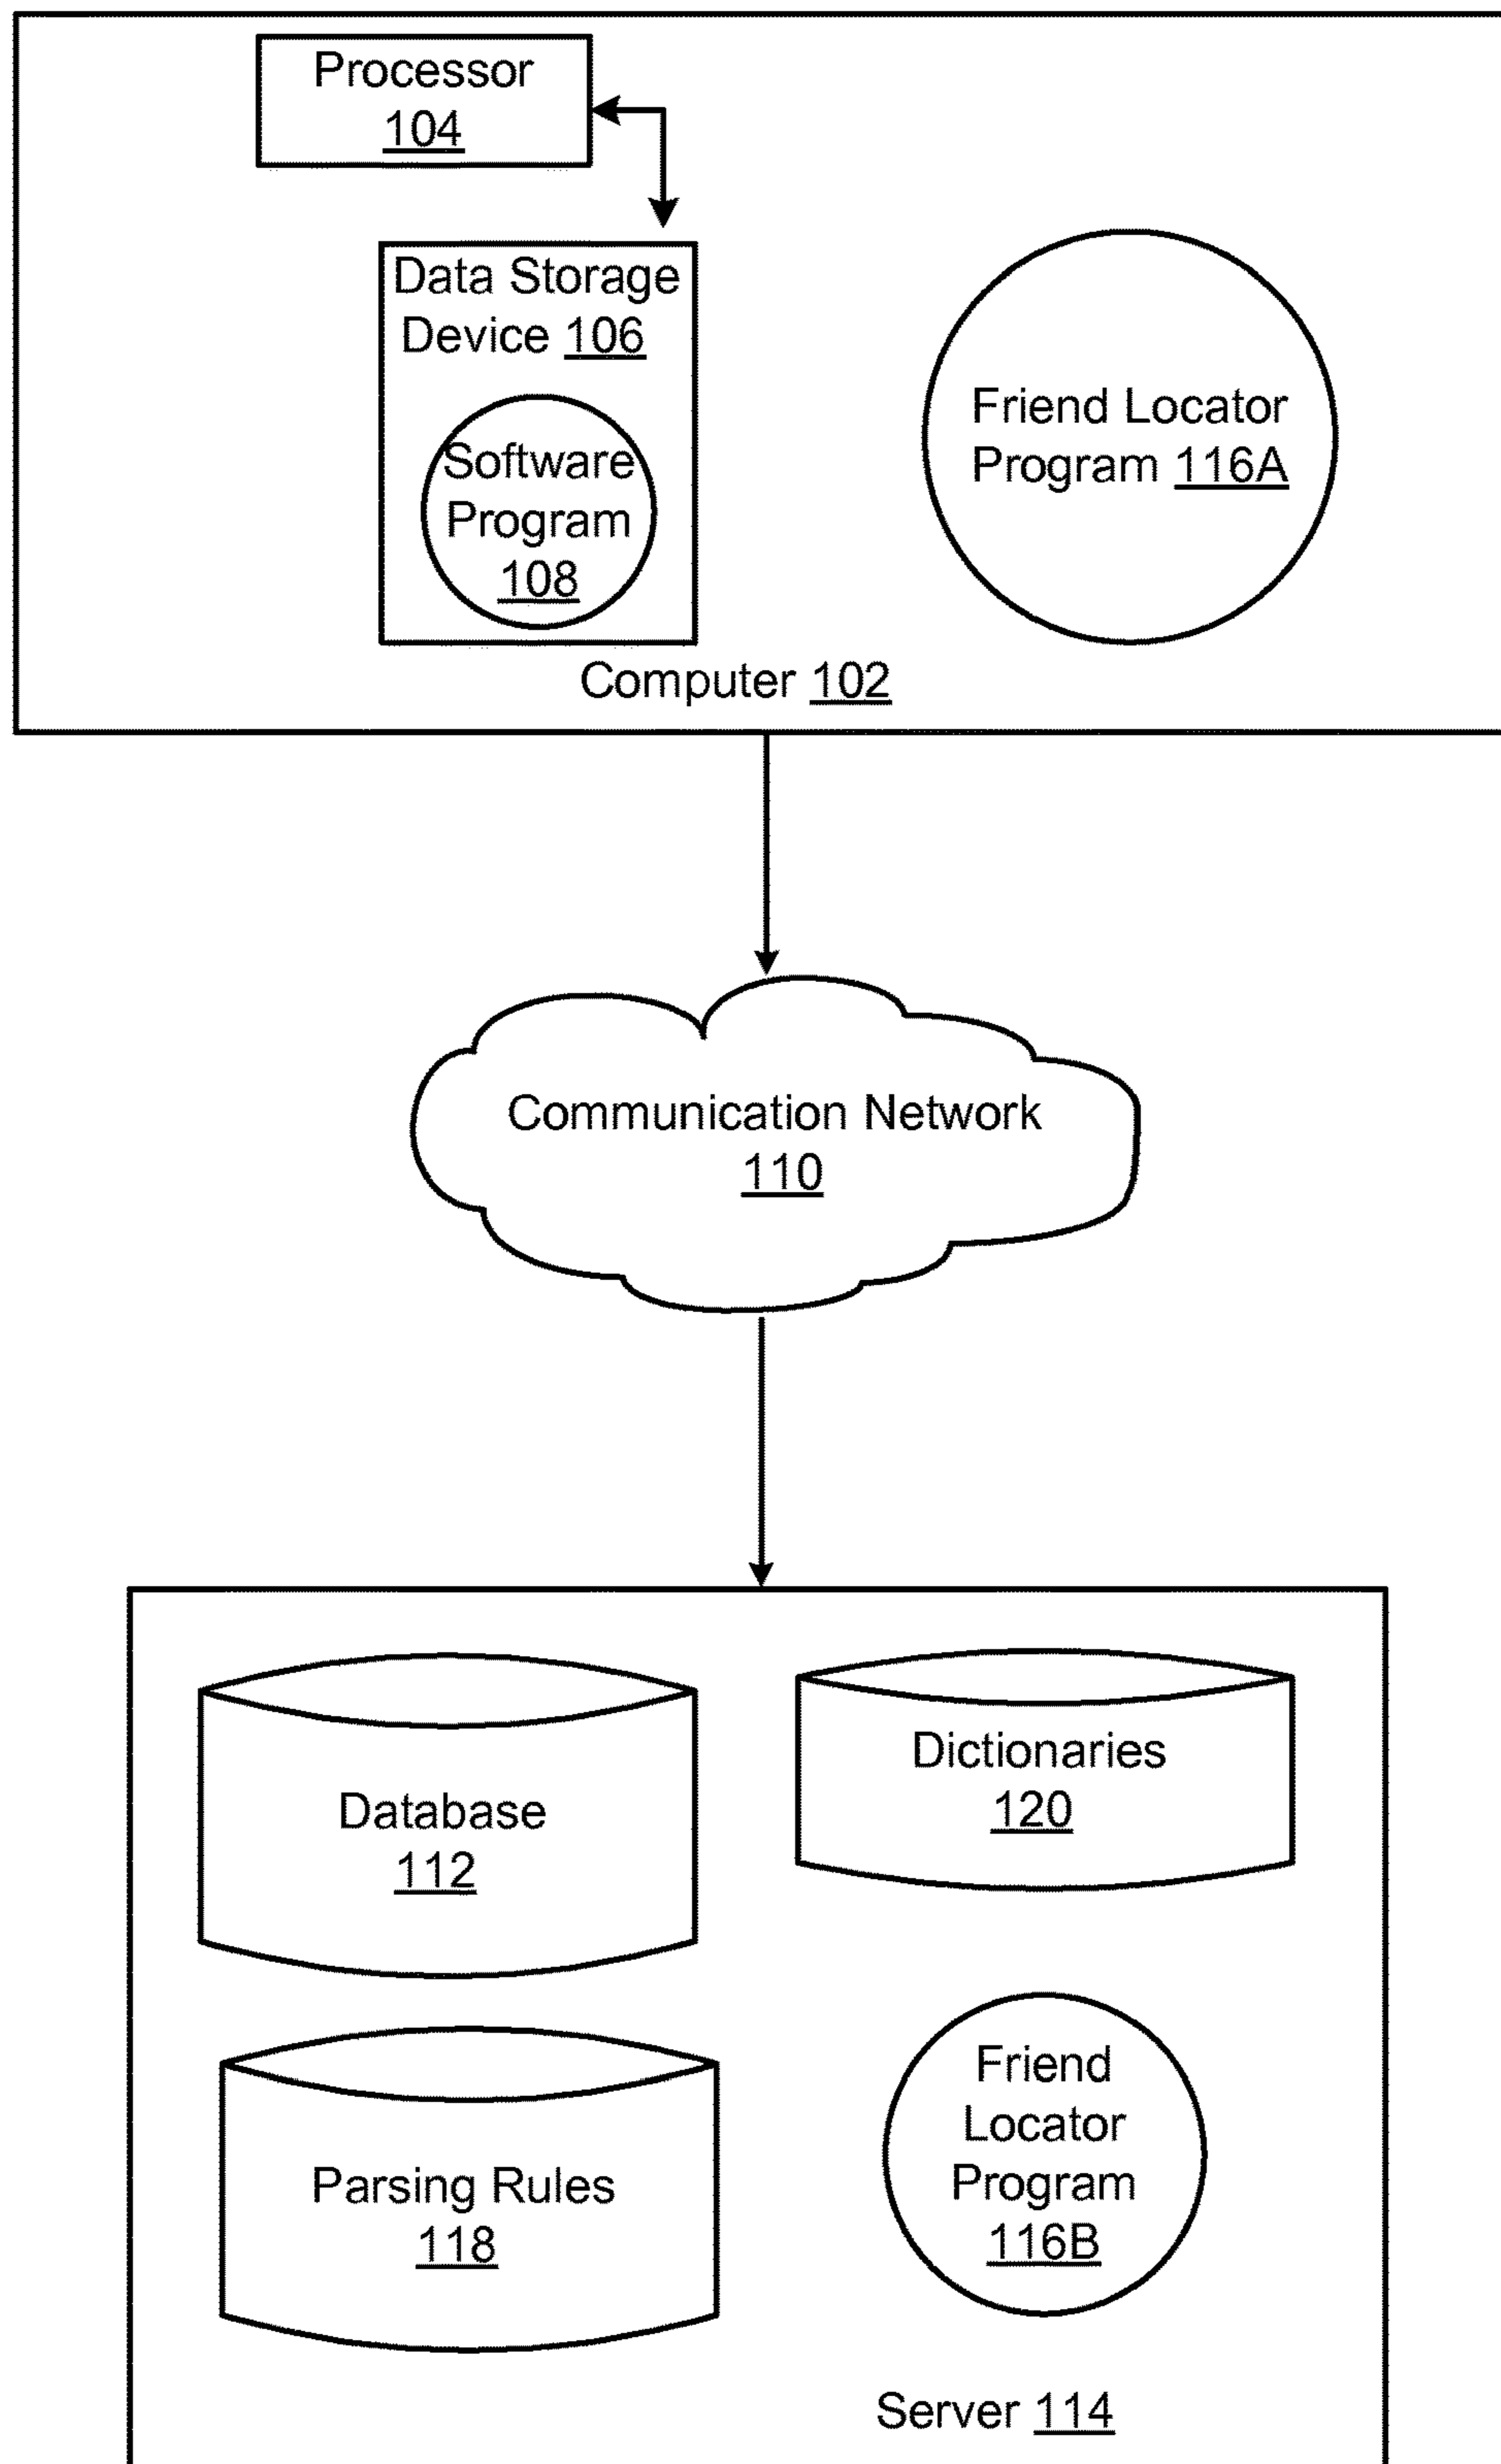 Processor
104
Data Storage
Device 106
Software
Program
108
Friend Locator
Program 116A
Computer 102
Communication Network
110
Database
112
Dictionaries
120
Parsing Rules
118
Friend
Locator
Program
116B
Server 114